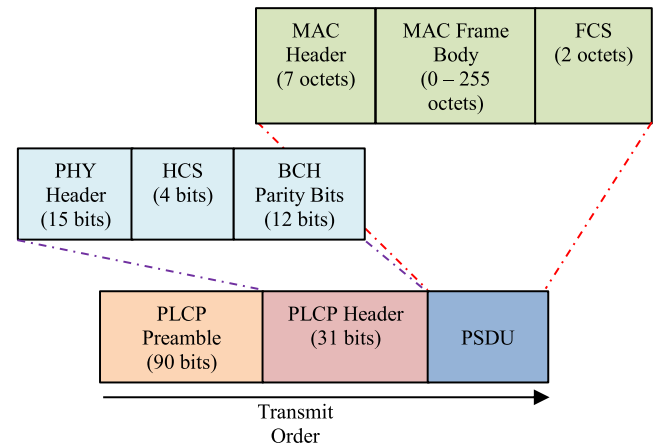 MAC
Header
(7 octets)
MAC Frame
Body
(0 – 255
octets)
FCS
(2 octets)
PHY
Header
(15 bits)
HCS
(4 bits)
BCH
Parity Bits
(12 bits)
PLCP
Preamble
(90 bits)
PLCP Header
(31 bits)
PSDU
Transmit
Order